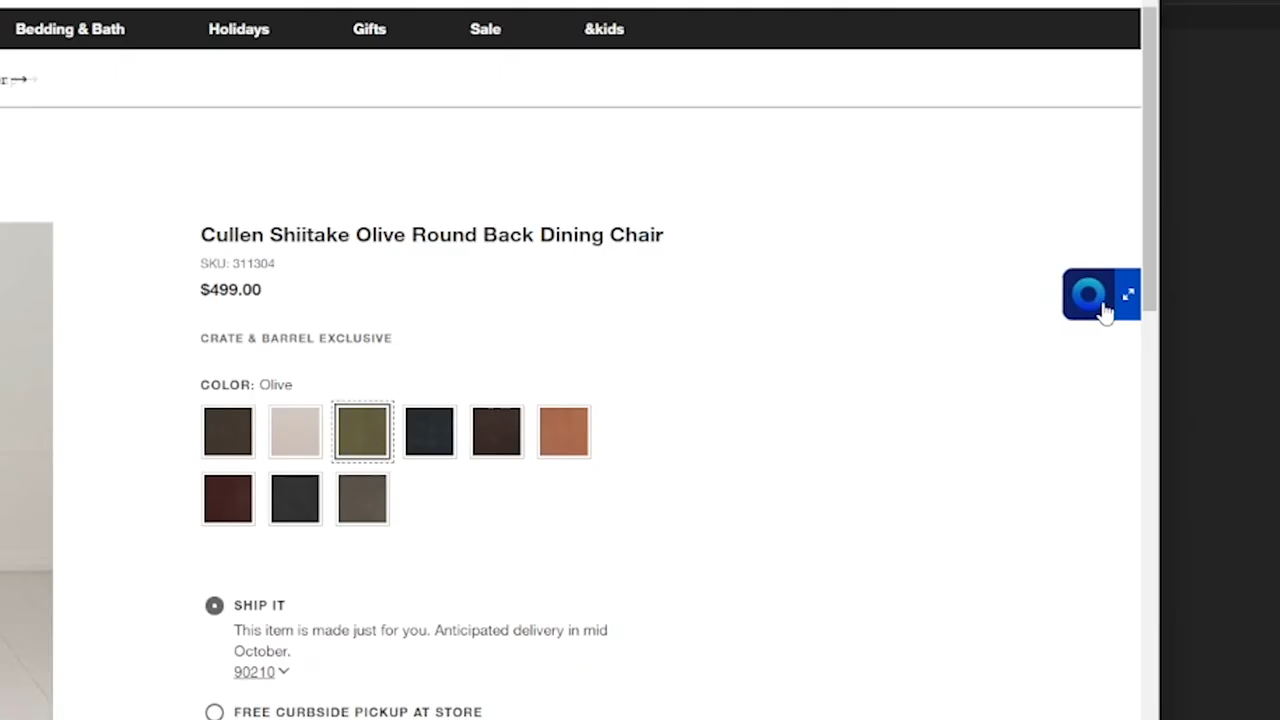 Bedding & Bath Holidays Gifts Sale &kids
r
Cullen Shiitake Olive Round Back Dining Chair
SKU: 311304
$499.00
CRATE & BARREL EXCLUSIVE
COLOR: Olive
SHIP IT
This item is made just for you. Anticipated delivery in mid
October.
90210
FREE CURBSIDE PICKUP AT STORE